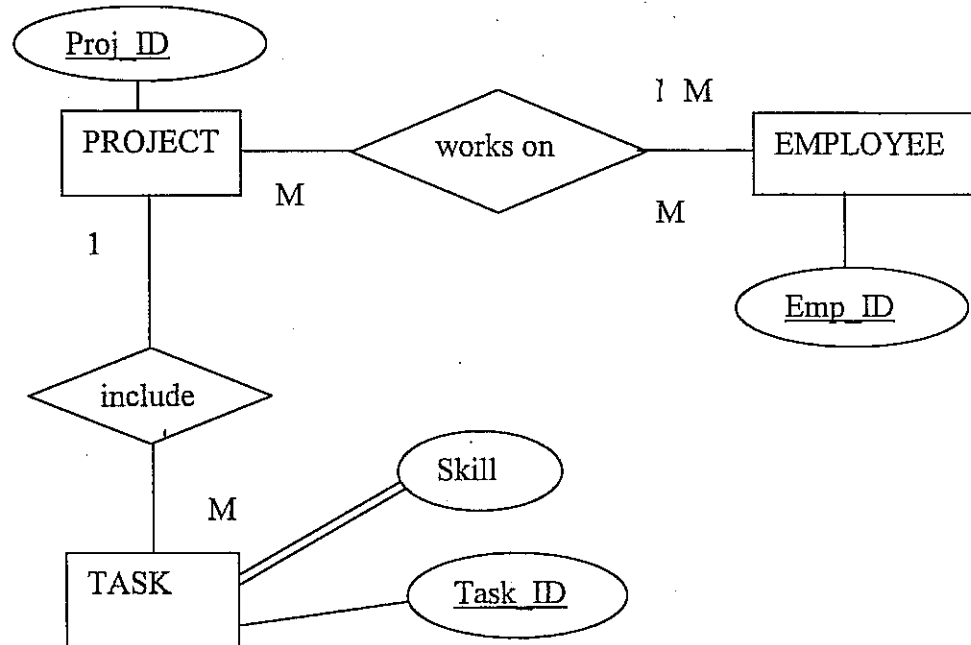 Proj_ID
PROJECT
works on
1 M
EMPLOYEE
M
M
1
Emp_ID
include
Skill
M
TASK
Task_ID